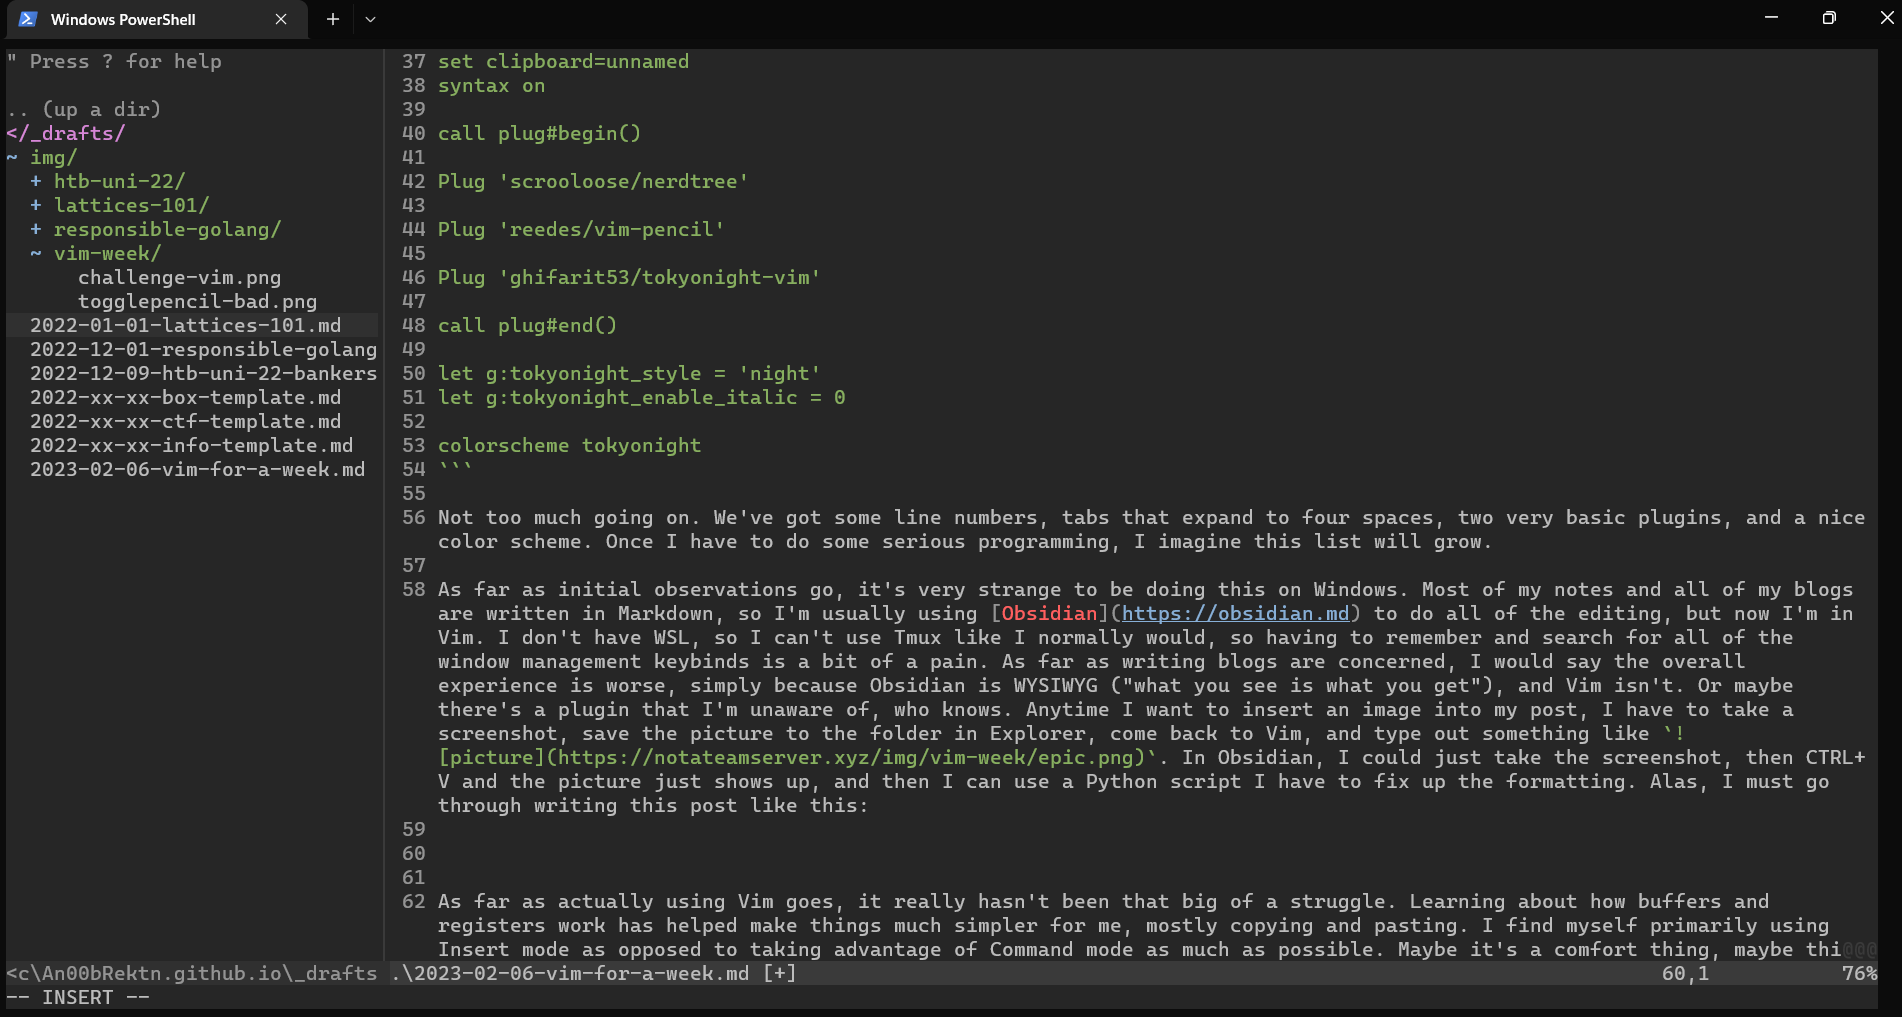 Windows PowerShell
" Press ? for help
.. (up a dir)
</_drafts/
~ img/
+ htb-uni-22/
+ lattices-101/
+ responsible-golang/
~ vim-week/
challenge-vim.png
togglepencil-bad.png
2022-01-01-lattices-101.md
2022-12-01-responsible-golang
2022-12-09-htb-uni-22-bankers
2022-xx-xx-box-template.md
2022-xx-xx-ctf-template.md
2022-xx-xx-info-template.md
2023-02-06-vim-for-a-week.md
37 set clipboard=unnamed
38 syntax on
39
40 call plug#begin()
41
42 Plug 'scrooloose/nerdtree'
43
44 Plug 'reedes/vim-pencil'
45
46 Plug 'ghifarit53/tokyonight-vim'
47
48 call plug#end()
49
50 let g:tokyonight_style = 'night'
51 let g:tokyonight_enable_italic = 0
52
53 colorscheme tokyonight
54 ```
55
56 Not too much going on. We've got some line numbers, tabs that expand to four spaces, two very basic plugins, and a nice
color scheme. Once I have to do some serious programming, I imagine this list will grow.
57
58 As far as initial observations go, it's very strange to be doing this on Windows. Most of my notes and all of my blogs
are written in Markdown, so I'm usually using [Obsidian](https://obsidian.md) to do all of the editing, but now I'm in
Vim. I don't have WSL, so I can't use Tmux like I normally would, so having to remember and search for all of the
window management keybinds is a bit of a pain. As far as writing blogs are concerned, I would say the overall
experience is worse, simply because Obsidian is WYSIWYG ("what you see is what you get"), and Vim isn't. Or maybe
there's a plugin that I'm unaware of, who knows. Anytime I want to insert an image into my post, I have to take a
screenshot, save the picture to the folder in Explorer, come back to Vim, and type out something like `!
[picture](https://notateamserver.xyz/img/vim-week/epic.png)`. In Obsidian, I could just take the screenshot, then CTRL+
V and the picture just shows up, and then I can use a Python script I have to fix up the formatting. Alas, I must go
through writing this post like this:
59
60
61
62 As far as actually using Vim goes, it really hasn't been that big of a struggle. Learning about how buffers and
registers work has helped make things much simpler for me, mostly copying and pasting. I find myself primarily using
Insert mode as opposed to taking advantage of Command mode as much as possible. Maybe it's a comfort thing, maybe thi@@@
<c\An00bRektn.github.io\_drafts .\2023-02-06-vim-for-a-week.md [+] 60,1 76%
-- INSERT --